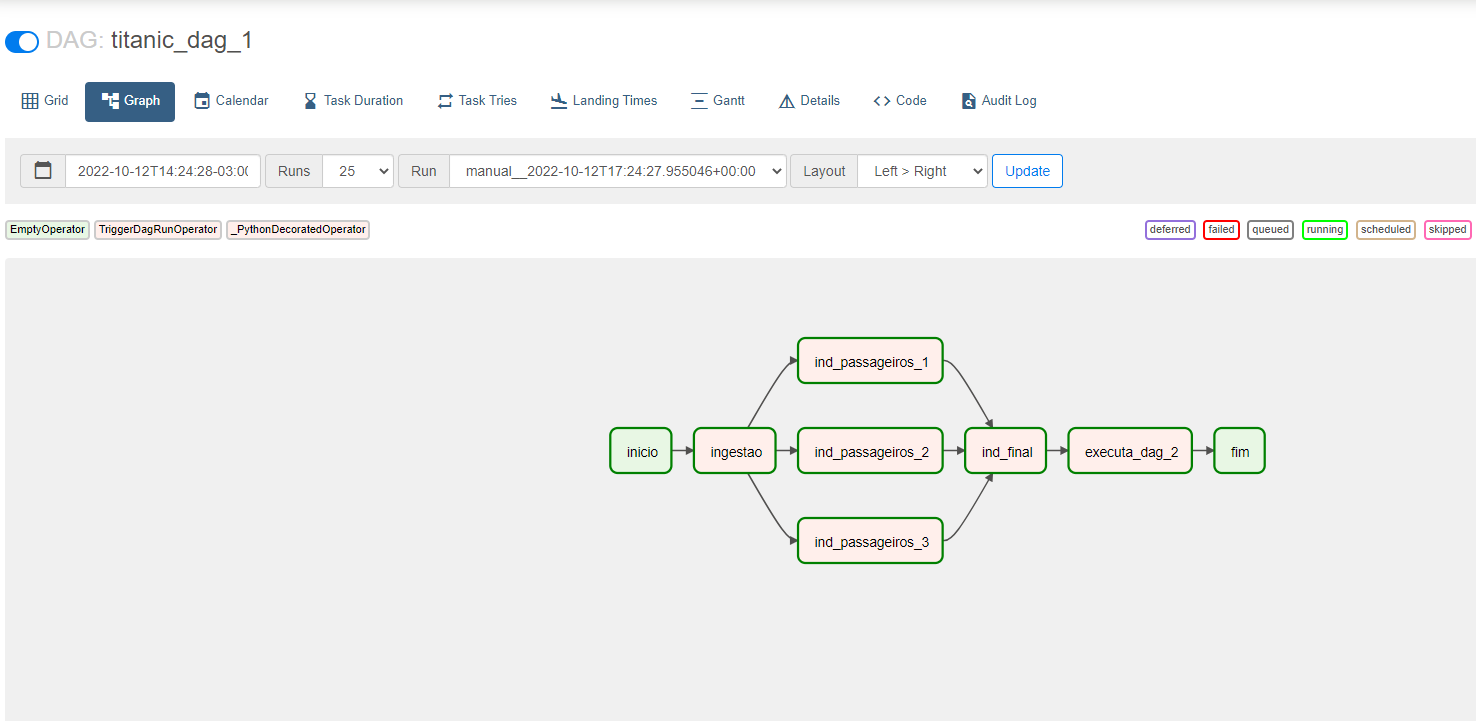 DAG: titanic_dag_1
Grid Graph Calendar Task Duration Task Tries Landing Times Gantt Details Code Audit Log
2022-10-12T14:24:28-03:00 Runs 25 Run manual__2022-10-12T17:24:27.955046+00:00 Layout Left > Right Update
EmptyOperator TriggerDagRunOperator _PythonDecoratedOperator deferred failed queued running scheduled skipped
ind_passageiros_1
inicio ingestao ind_passageiros_2 ind_final executa_dag_2 fim
ind_passageiros_3